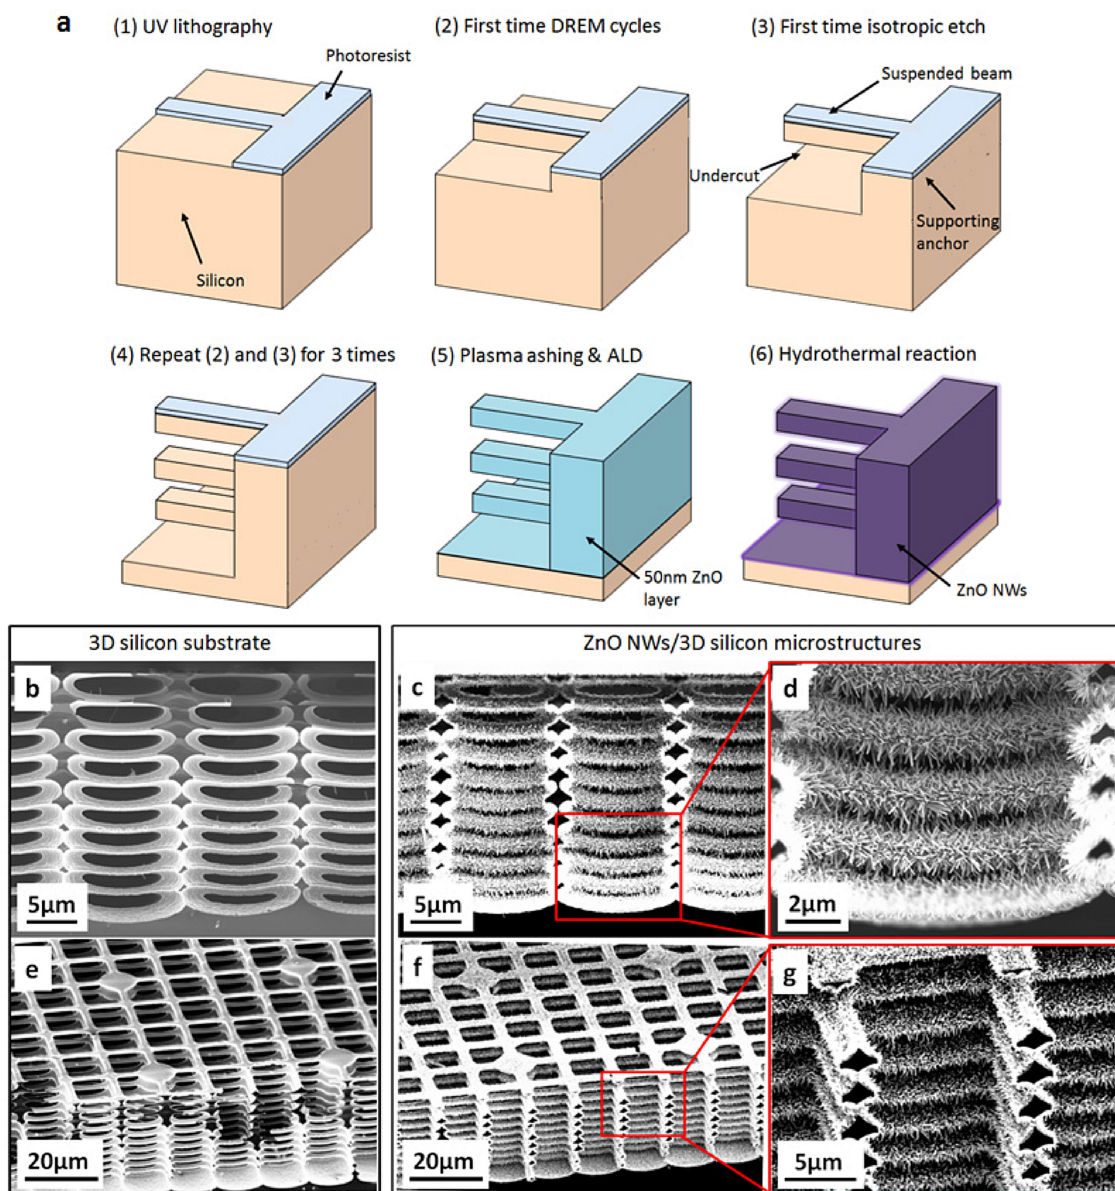 a
(1) UV lithography
(2) First time DREM cycles
(3) First time isotropic etch
Photoresist
Silicon
Suspended beam
Undercut
Supporting
anchor
(4) Repeat (2) and (3) for 3 times
(5) Plasma ashing & ALD
(6) Hydrothermal reaction
50nm ZnO
layer
ZnO NWs
3D silicon substrate
ZnO NWs/3D silicon microstructures
b
5μm
c
5μm
d
2μm
e
20μm
f
20μm
g
5μm